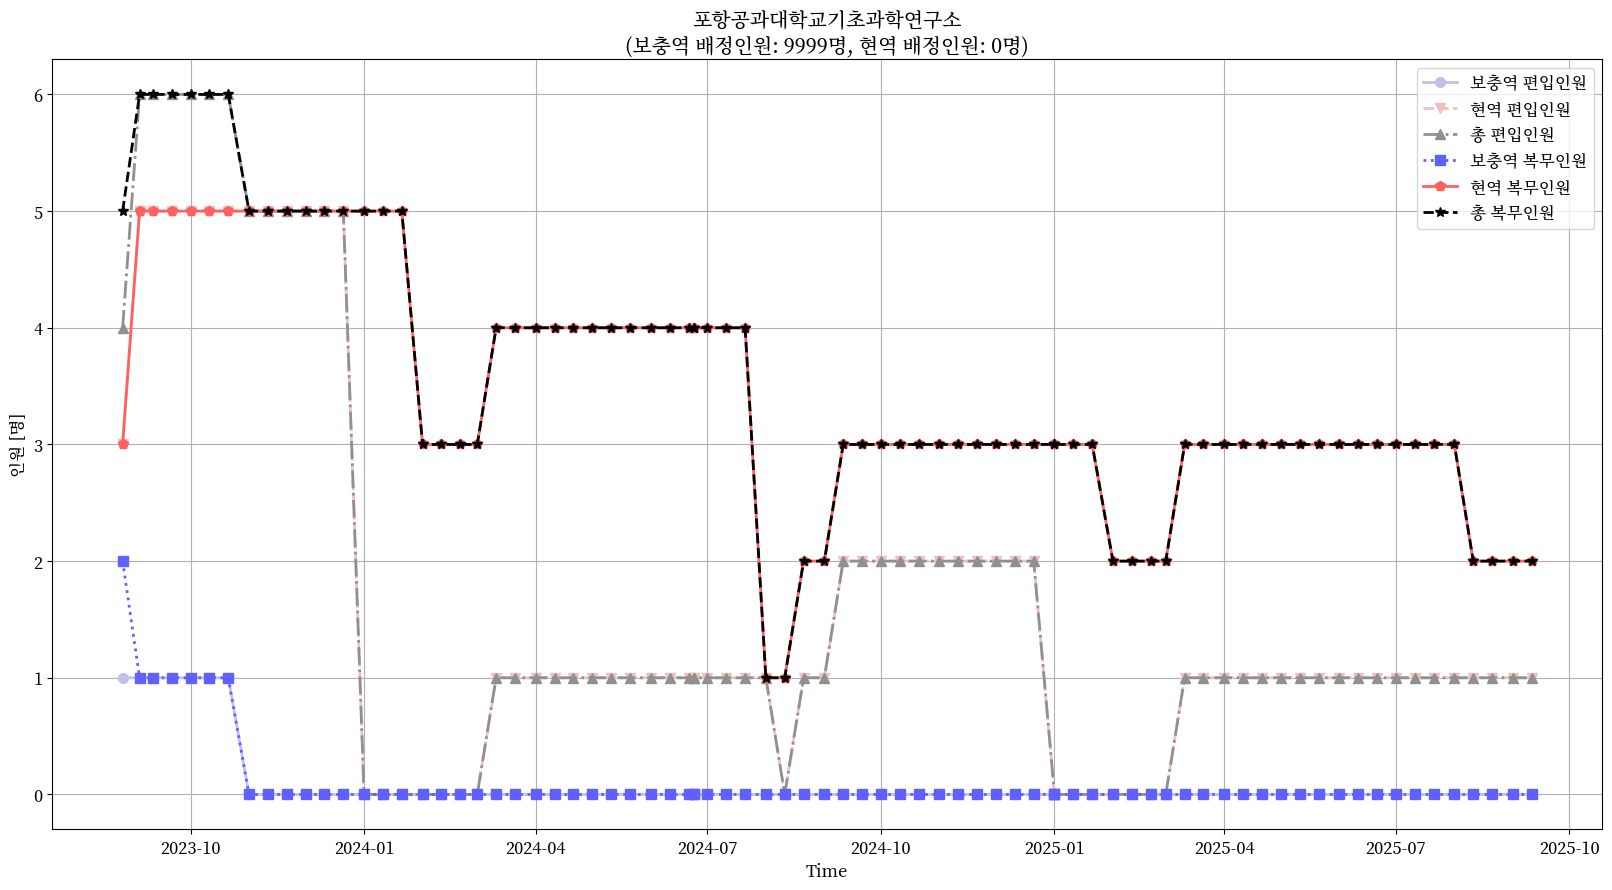 포항공과대학교기초과학연구소
(보충역 배정인원: 9999명, 현역 배정인원: 0명)
보충역 편입인원
현역 편입인원
총 편입인원
보충역 복무인원
현역 복무인원
총 복무인원
인원 [명]
6
5
4
3
2
1
0
2023-10
2024-01
2024-04
2024-07
2024-10
2025-01
2025-04
2025-07
2025-10
Time